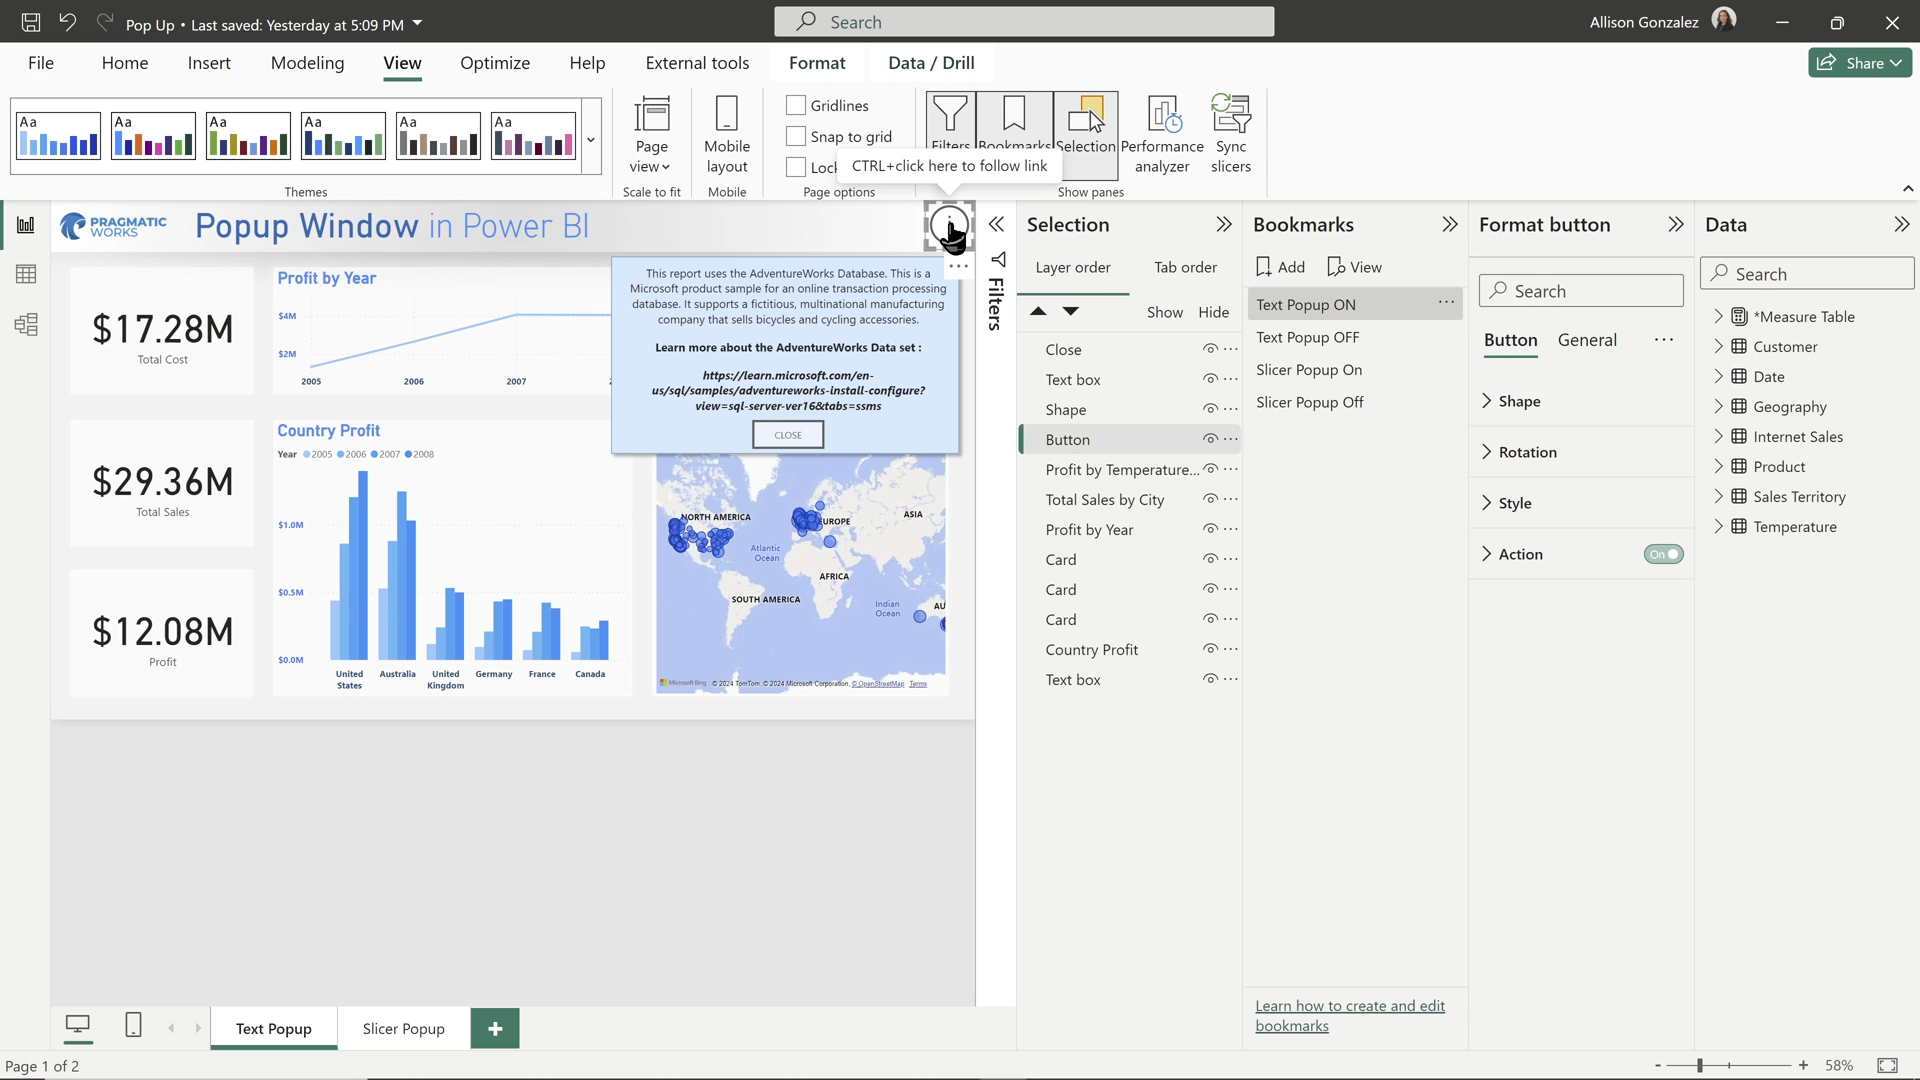 Pop Up • Last saved: Yesterday at 5:09 PM
Search
Allison Gonzalez
File
Home
Insert
Modeling
View
Optimize
Help
External tools
Format
Data / Drill
Share
Aa
Aa
Aa
Aa
Aa
Aa
Themes
Page
view
Scale to fit
Mobile
layout
Mobile
Gridlines
Snap to grid
Page options
Filters
Bookmarks
Selection
Performance
analyzer
Sync
slicers
Show panes
CTRL+click here to follow link
PRAGMATIC
WORKS
Popup Window in Power BI
$17.28M
Total Cost
$29.36M
Total Sales
$12.08M
Profit
Profit by Year
$4M
$2M
2005
2006
2007
This report uses the AdventureWorks Database. This is a
Microsoft product sample for an online transaction processing
database. It supports a fictitious, multinational manufacturing
company that sells bicycles and cycling accessories.
Learn more about the AdventureWorks Data set :
https://learn.microsoft.com/en-
us/sql/samples/adventureworks-install-configure?
view=sql-server-ver16&tabs=ssms
CLOSE
Country Profit
Year 2005 2006 2007 2008
$1.0M
$0.5M
$0.0M
United
States
Australia
United
Kingdom
Germany
France
Canada
NORTH AMERICA
EUROPE
ASIA
Atlantic
Ocean
AFRICA
SOUTH AMERICA
Indian
Ocean
AU
Microsoft Bing © 2024 TomTom, © 2024 Microsoft Corporation, © OpenStreetMap Terms
Filters
Selection
Layer order
Tab order
Show
Hide
Close
Text box
Shape
Button
Profit by Temperature...
Total Sales by City
Profit by Year
Card
Card
Card
Country Profit
Text box
Bookmarks
Add
View
Text Popup ON
Text Popup OFF
Slicer Popup On
Slicer Popup Off
Learn how to create and edit
bookmarks
Format button
Search
Button
General
Shape
Rotation
Style
Action
On
Data
Search
*Measure Table
Customer
Date
Geography
Internet Sales
Product
Sales Territory
Temperature
Text Popup
Slicer Popup
+
Page 1 of 2
- + 58%